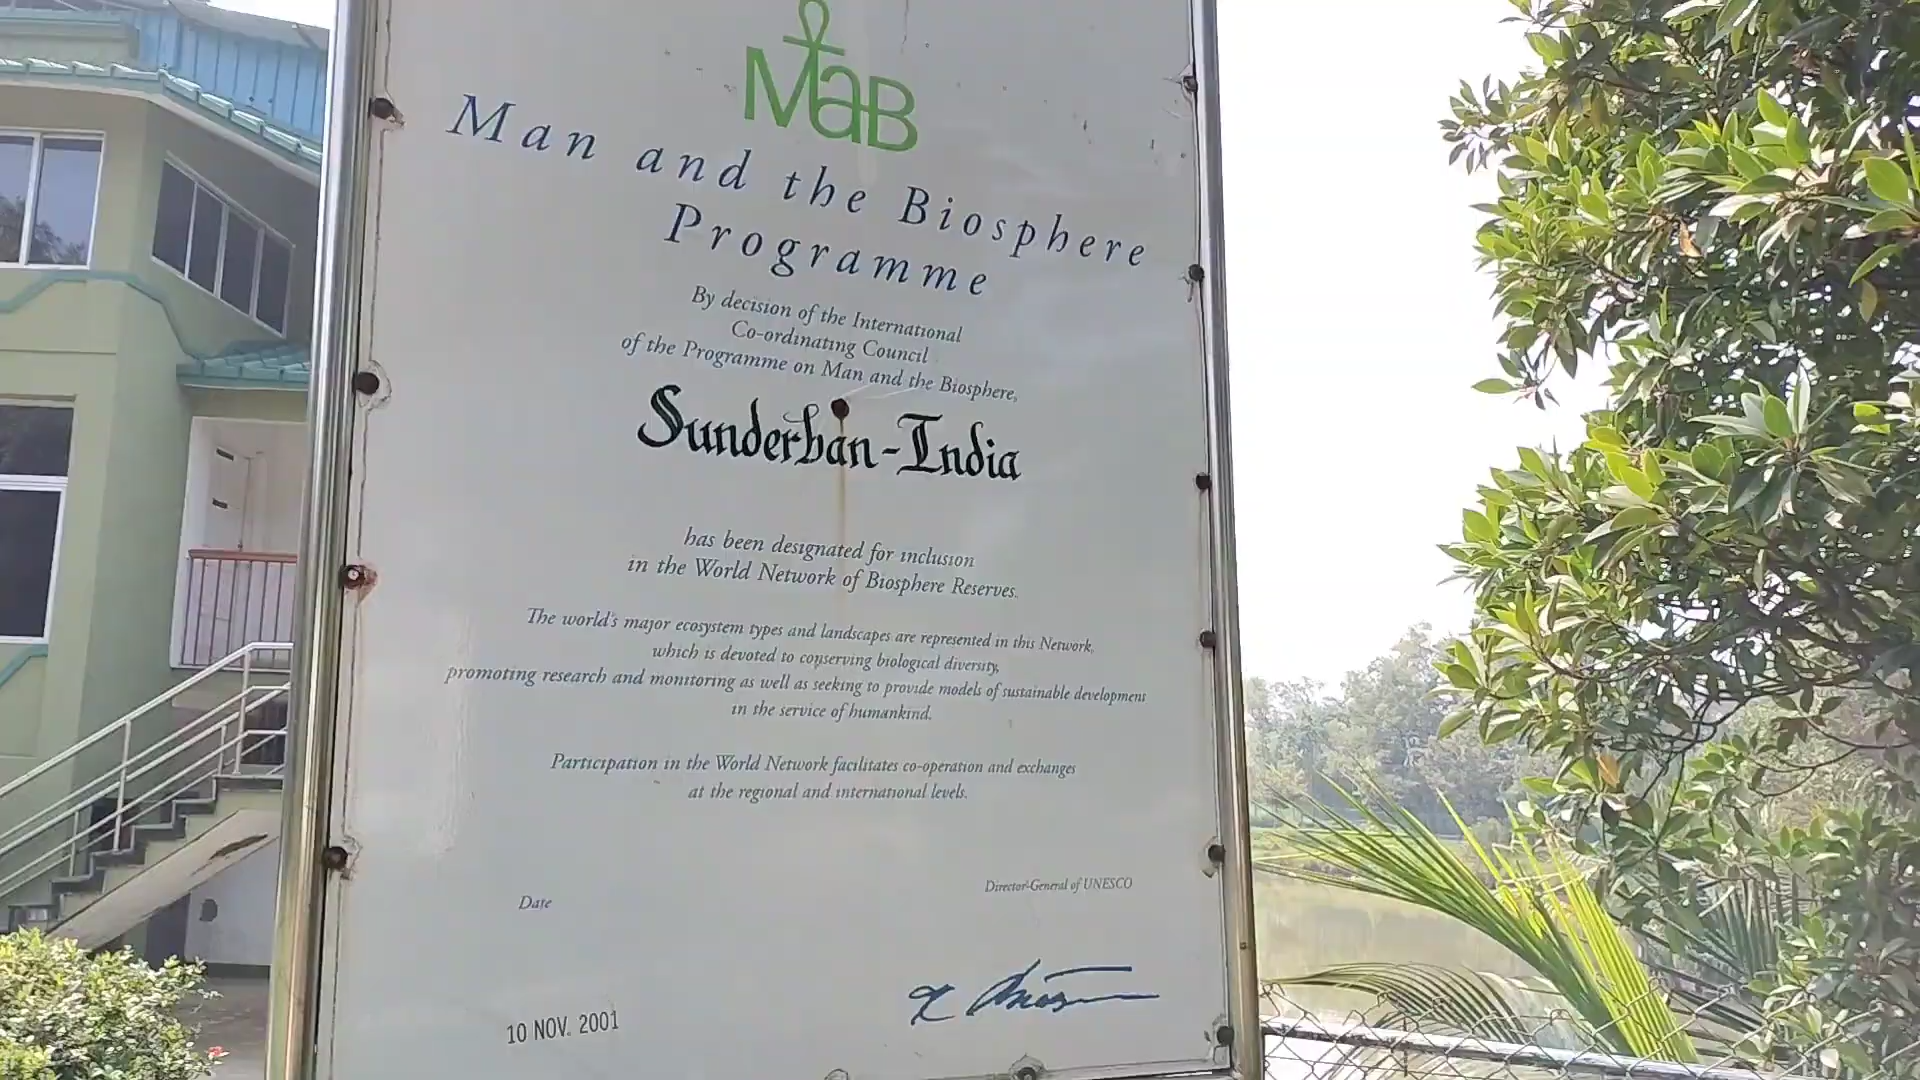 MaB
Man and the Biosphere
Programme
By decision of the International
Co-ordinating Council
of the Programme on Man and the Biosphere,
Sunderban-India
has been designated for inclusion
in the World Network of Biosphere Reserves.
The world's major ecosystem types and landscapes are represented in this Network,
which is devoted to conserving biological diversity,
promoting research and monitoring as well as seeking to provide models of sustainable development
in the service of humankind.
Participation in the World Network facilitates co-operation and exchanges
at the regional and international levels.
Director-General of UNESCO
Date
10 NOV. 2001